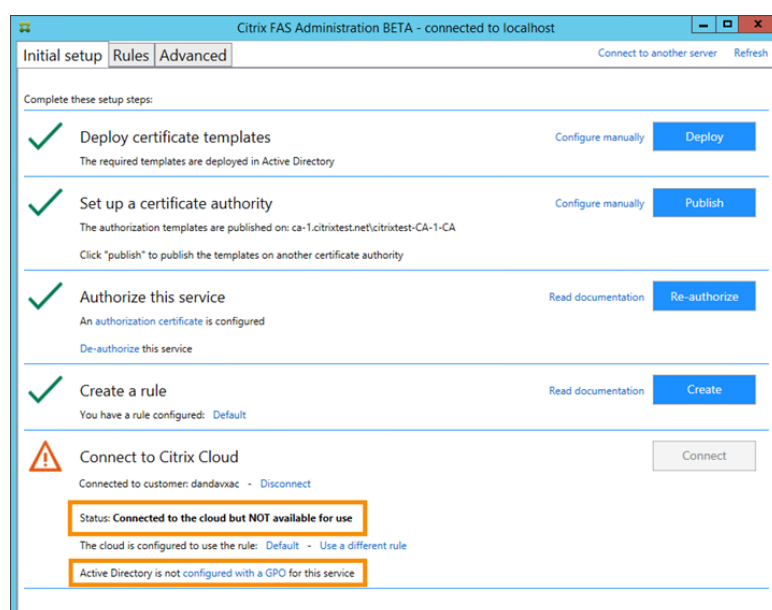 Citrix FAS Administration BETA - connected to localhost
Initial setup Rules Advanced Connect to another server Refresh
Complete these setup steps:
Deploy certificate templates Configure manually Deploy
The required templates are deployed in Active Directory
Set up a certificate authority Configure manually Publish
The authorization templates are published on: ca-1.citrixtest.net\citrixtest-CA-1-CA
Click "publish" to publish the templates on another certificate authority
Authorize this service Read documentation Re-authorize
An authorization certificate is configured
De-authorize this service
Create a rule Read documentation Create
You have a rule configured: Default
Connect to Citrix Cloud Connect
Connected to customer: dandavxac - Disconnect
Status: Connected to the cloud but NOT available for use
The cloud is configured to use the rule: Default - Use a different rule
Active Directory is not configured with a GPO for this service